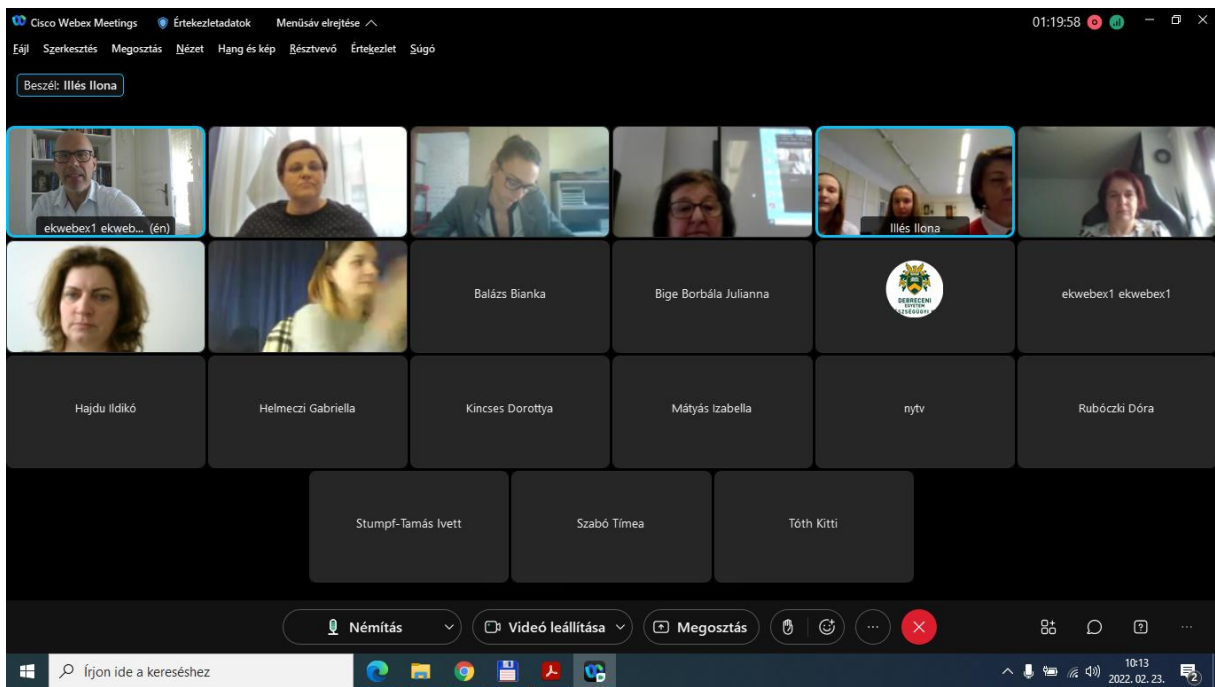 Cisco Webex Meetings Értekezletadatok Menüsáv elrejtése 01:19:58
Fájl Szerkesztés Megosztás Nézet Hang és kép Résztvevő Értekezlet Súgó
Beszél: Illés Ilona
ekwebex1 ekweb... (én) Illés Ilona
Balázs Bianka Bige Borbála Julianna DEBRECENI EGYETEM ekwebex1 ekwebex1
Hajdu Ildikó Helmeczi Gabriella Kincses Dorottya Mátyás Izabella nytv Rubóczki Dóra
Stumpf-Tamás Ivett Szabó Tímea Tóth Kitti
Némítás Videó leállítása Megosztás
Írjon ide a kereséshez 10:13
2022. 02. 23. 2